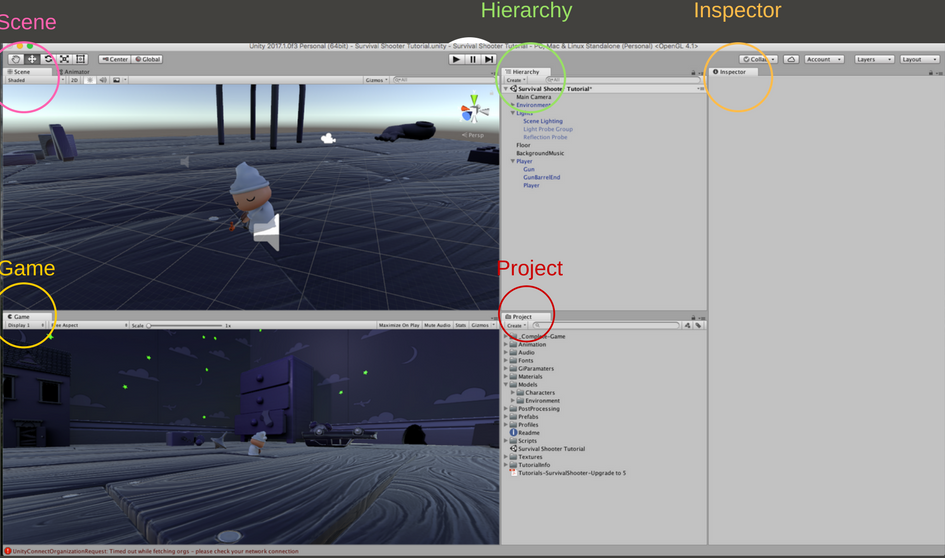 Scene
Hierarchy
Inspector
Unity 2017.1.0f3 Personal (64bit) - Survival Shooter Tutorial.unity - Survival Shooter Tutorial - PC, Mac & Linux Standalone (Personal) <OpenGL 4.1>
Center Global
Account Layers Layout
Scene Animator
Shaded 2D Gizmos
Persp
Hierarchy
Create
Survival Shooter Tutorial*
Main Camera
Environment
Lights
Scene Lighting
Light Probe Group
Reflection Probe
Floor
BackgroundMusic
Player
Gun
GunBarrelEnd
Player
Inspector
Game
Project
Game
Display 1 Free Aspect Scale 1x Maximize On Play Mute Audio Stats Gizmos
Project
Create
_Complete-Game
Animation
Audio
Fonts
GiParamaters
Materials
Models
Characters
Environment
PostProcessing
Prefabs
Profiles
Readme
Scripts
Survival Shooter Tutorial
Textures
TutorialInfo
Tutorials-SurvivalShooter-Upgrade to 5
UnityConnectOrganizationRequest: Timed out while fetching orgs - please check your network connection